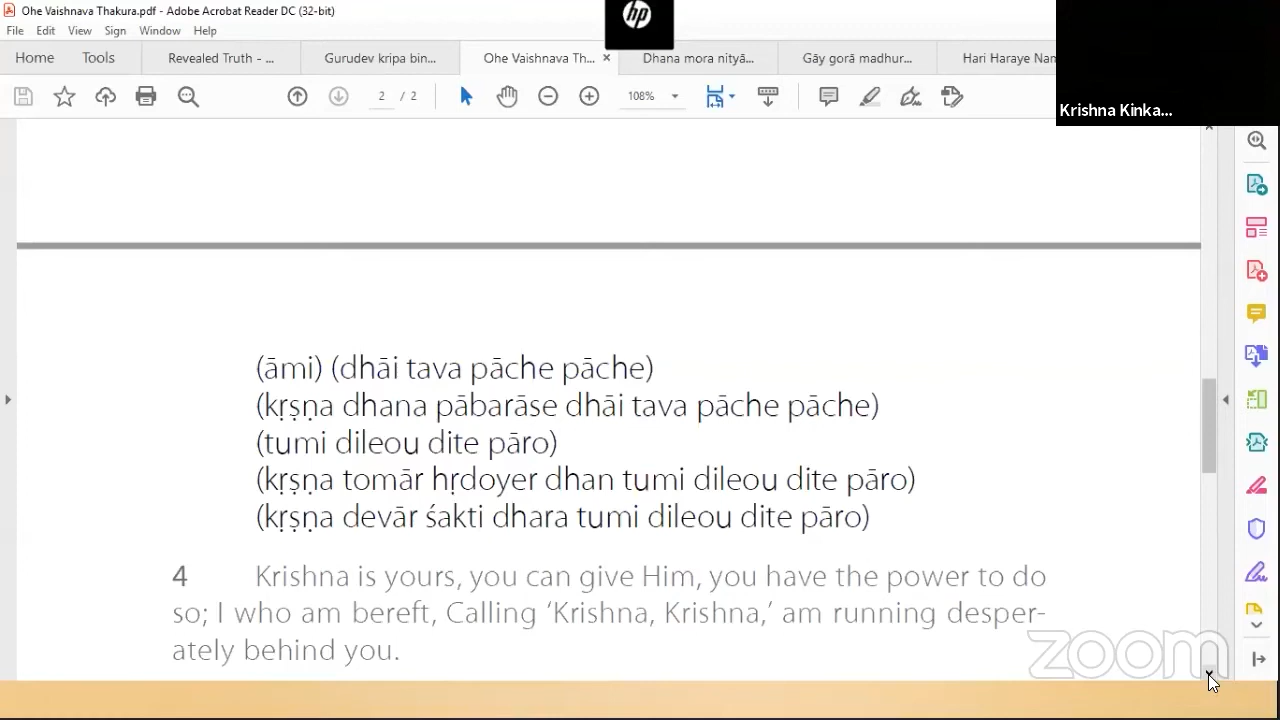 Ohe Vaishnava Thakura.pdf - Adobe Acrobat Reader DC (32-bit)
hp
File Edit View Sign Window Help
Home Tools Revealed Truth - ... Gurudev kripa bin... Ohe Vaishnava Th... × Dhana mora nityā... Gāy gorā madhur... Hari Haraye Nam
2 / 2 108%
Krishna Kinka...
(āmi) (dhāi tava pāche pāche)
(kṛṣṇa dhana pābarāse dhāi tava pāche pāche)
(tumi dileou dite pāro)
(kṛṣṇa tomār hṛdoyer dhan tumi dileou dite pāro)
(kṛṣṇa devār śakti dhara tumi dileou dite pāro)
4 Krishna is yours, you can give Him, you have the power to do
so; I who am bereft, Calling ‘Krishna, Krishna,’ am running desper-
ately behind you.
zoom